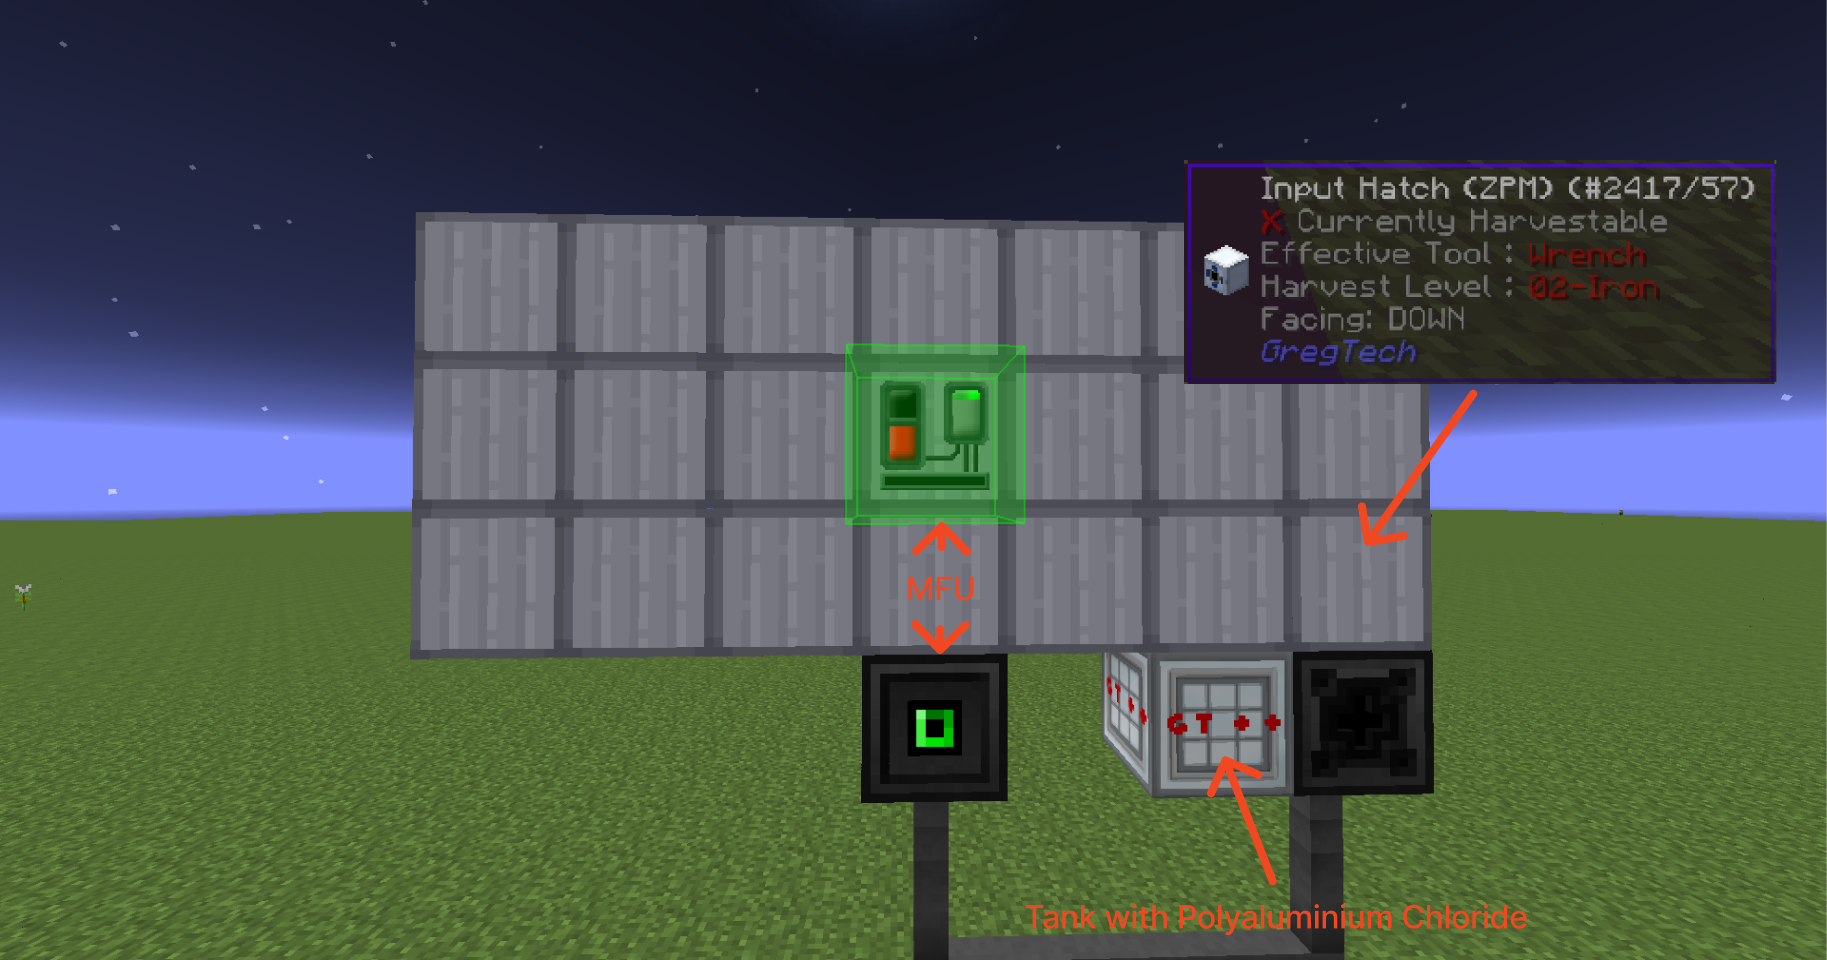 Input Hatch (ZPM) (#2417/57)
X Currently Harvestable
Effective Tool : Wrench
Harvest Level : 02-Iron
Facing: DOWN
GregTech
MFU
GT++
GT++
Tank with Polyaluminium Chloride